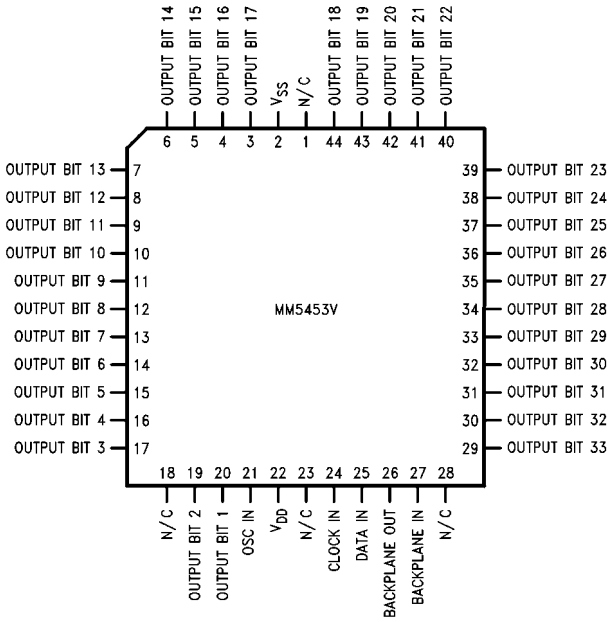 OUTPUT BIT 14
OUTPUT BIT 15
OUTPUT BIT 16
OUTPUT BIT 17
VSS
N/C
OUTPUT BIT 18
OUTPUT BIT 19
OUTPUT BIT 20
OUTPUT BIT 21
OUTPUT BIT 22
6 5 4 3 2 1 44 43 42 41 40
OUTPUT BIT 13 7
39 OUTPUT BIT 23
OUTPUT BIT 12 8
38 OUTPUT BIT 24
OUTPUT BIT 11 9
37 OUTPUT BIT 25
OUTPUT BIT 10 10
36 OUTPUT BIT 26
OUTPUT BIT 9 11
35 OUTPUT BIT 27
OUTPUT BIT 8 12
MM5453V
34 OUTPUT BIT 28
OUTPUT BIT 7 13
33 OUTPUT BIT 29
OUTPUT BIT 6 14
32 OUTPUT BIT 30
OUTPUT BIT 5 15
31 OUTPUT BIT 31
OUTPUT BIT 4 16
30 OUTPUT BIT 32
OUTPUT BIT 3 17
29 OUTPUT BIT 33
18 19 20 21 22 23 24 25 26 27 28
N/C
OUTPUT BIT 2
OUTPUT BIT 1
OSC IN
VDD
N/C
CLOCK IN
DATA IN
BACKPLANE OUT
BACKPLANE IN
N/C